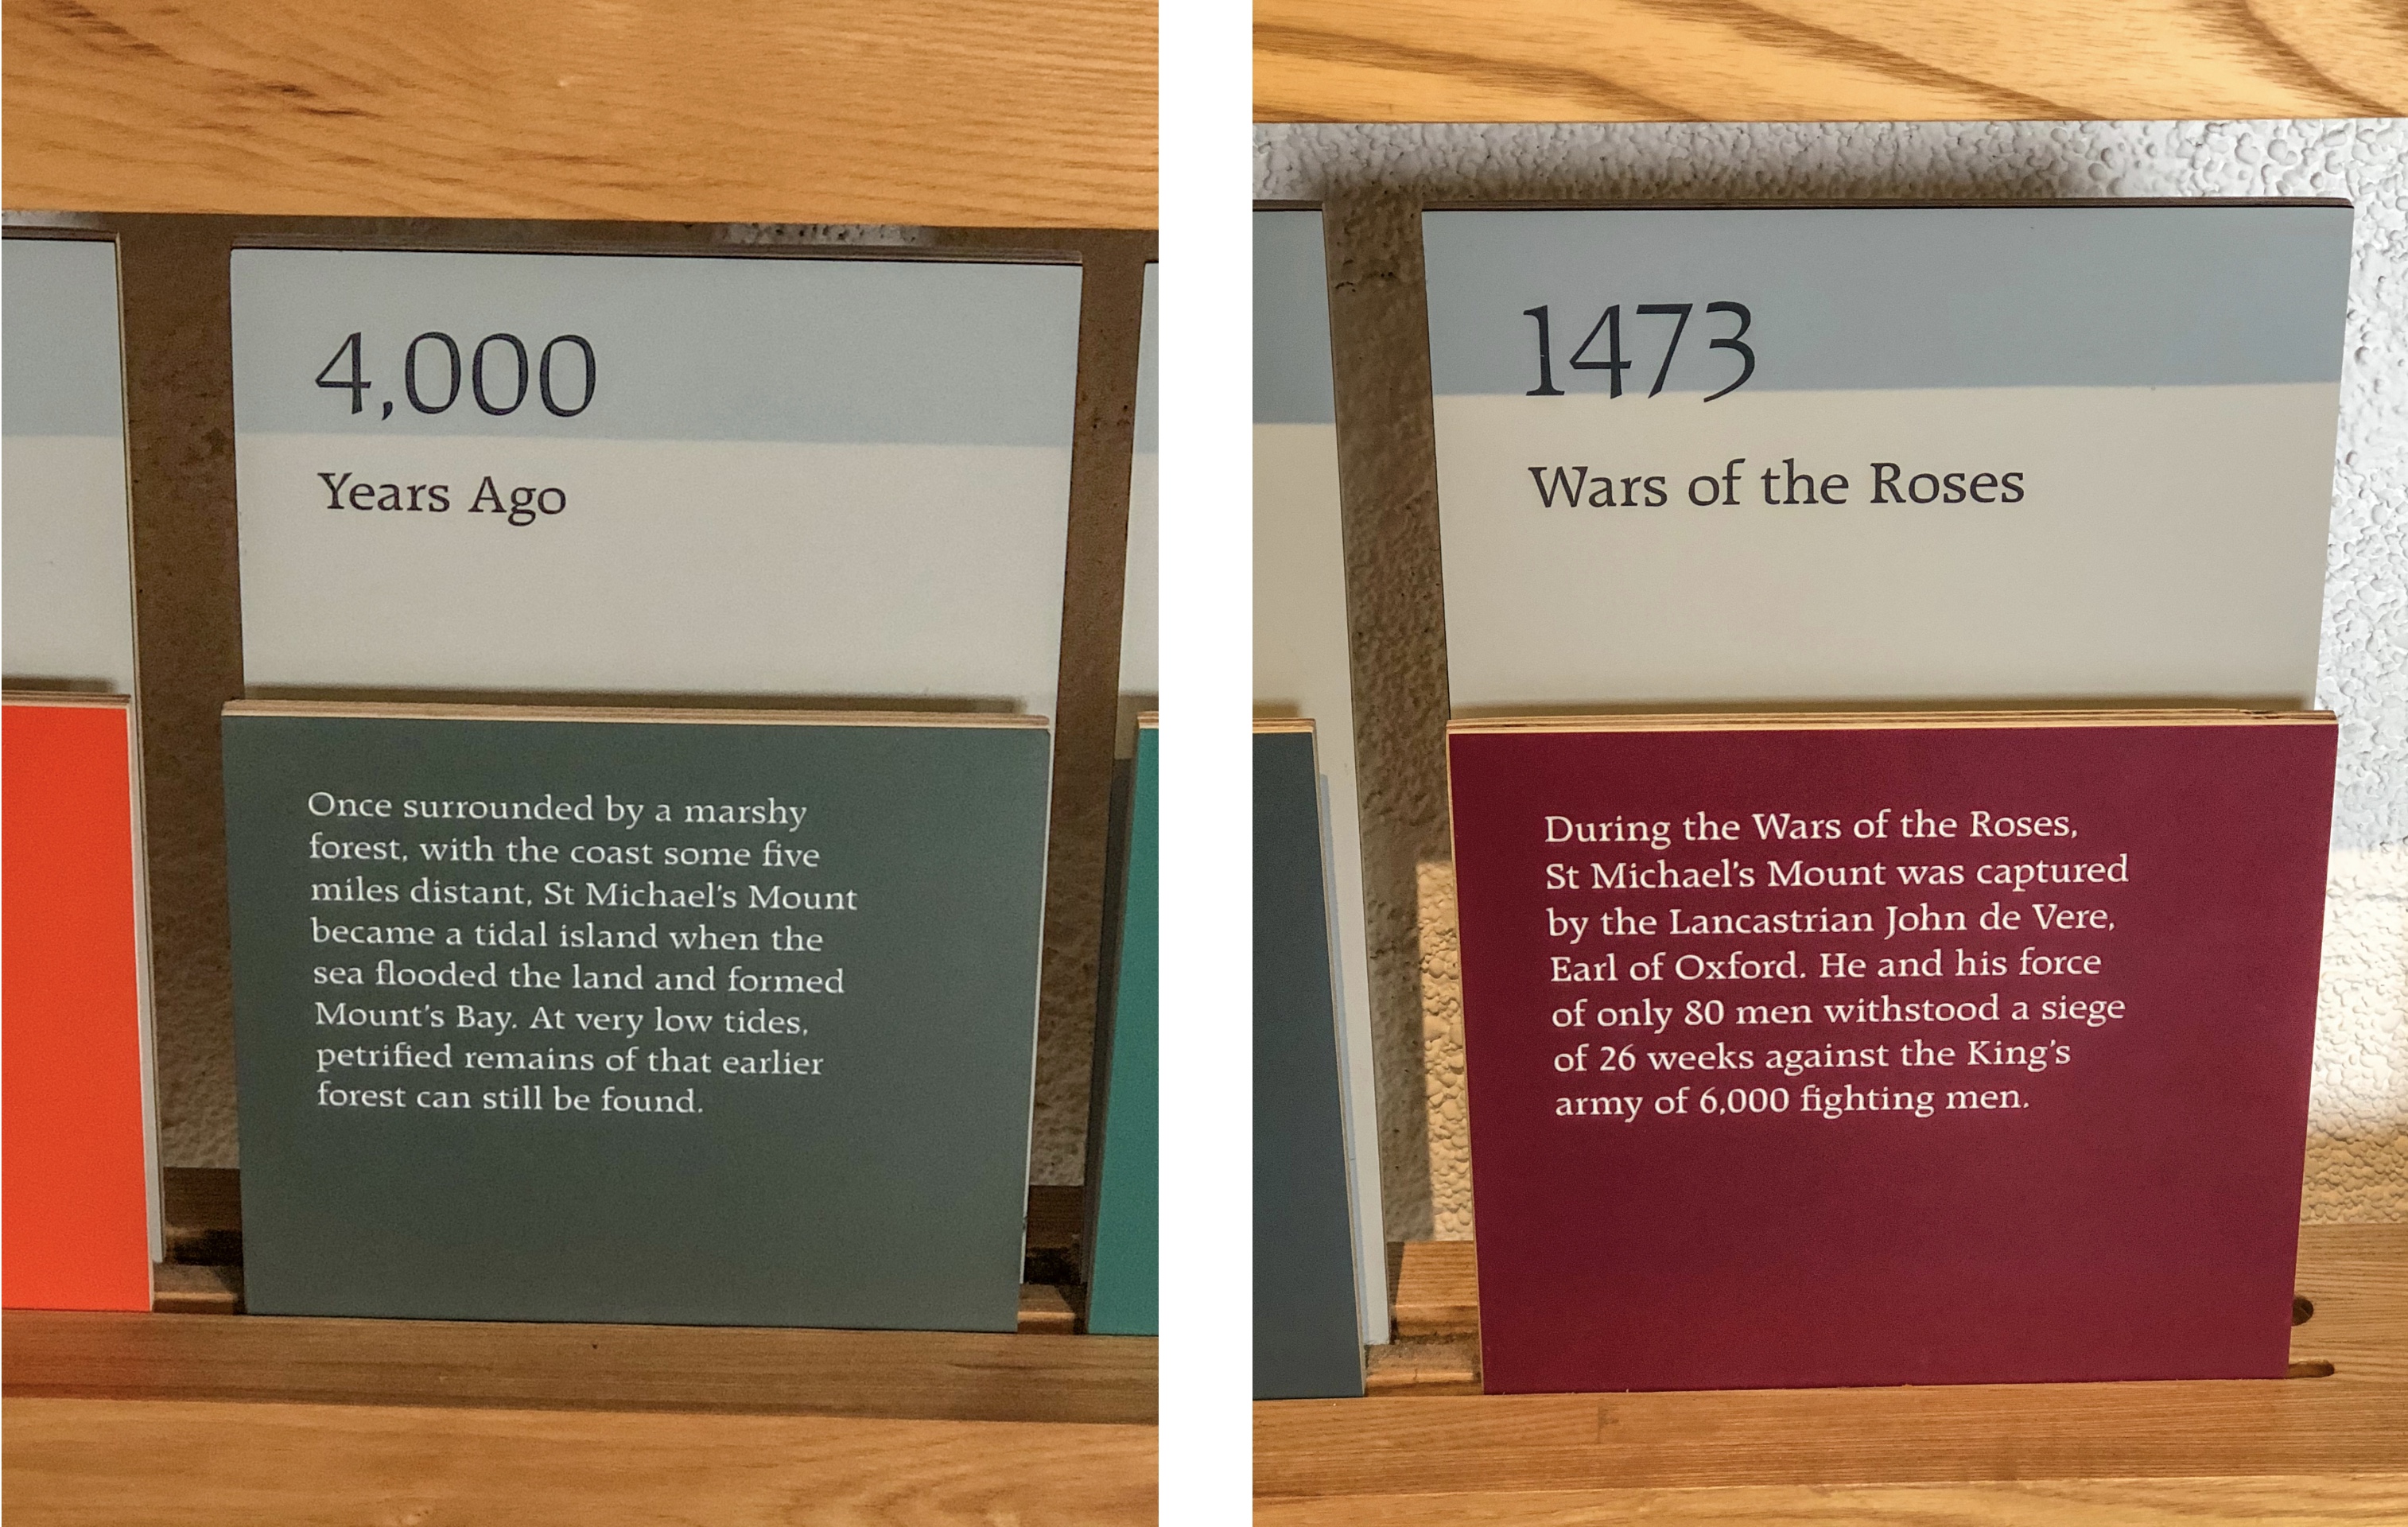 4,000
Years Ago
Once surrounded by a marshy
forest, with the coast some five
miles distant, St Michael's Mount
became a tidal island when the
sea flooded the land and formed
Mount's Bay. At very low tides,
petrified remains of that earlier
forest can still be found.
1473
Wars of the Roses
During the Wars of the Roses,
St Michael's Mount was captured
by the Lancastrian John de Vere,
Earl of Oxford. He and his force
of only 80 men withstood a siege
of 26 weeks against the King's
army of 6,000 fighting men.